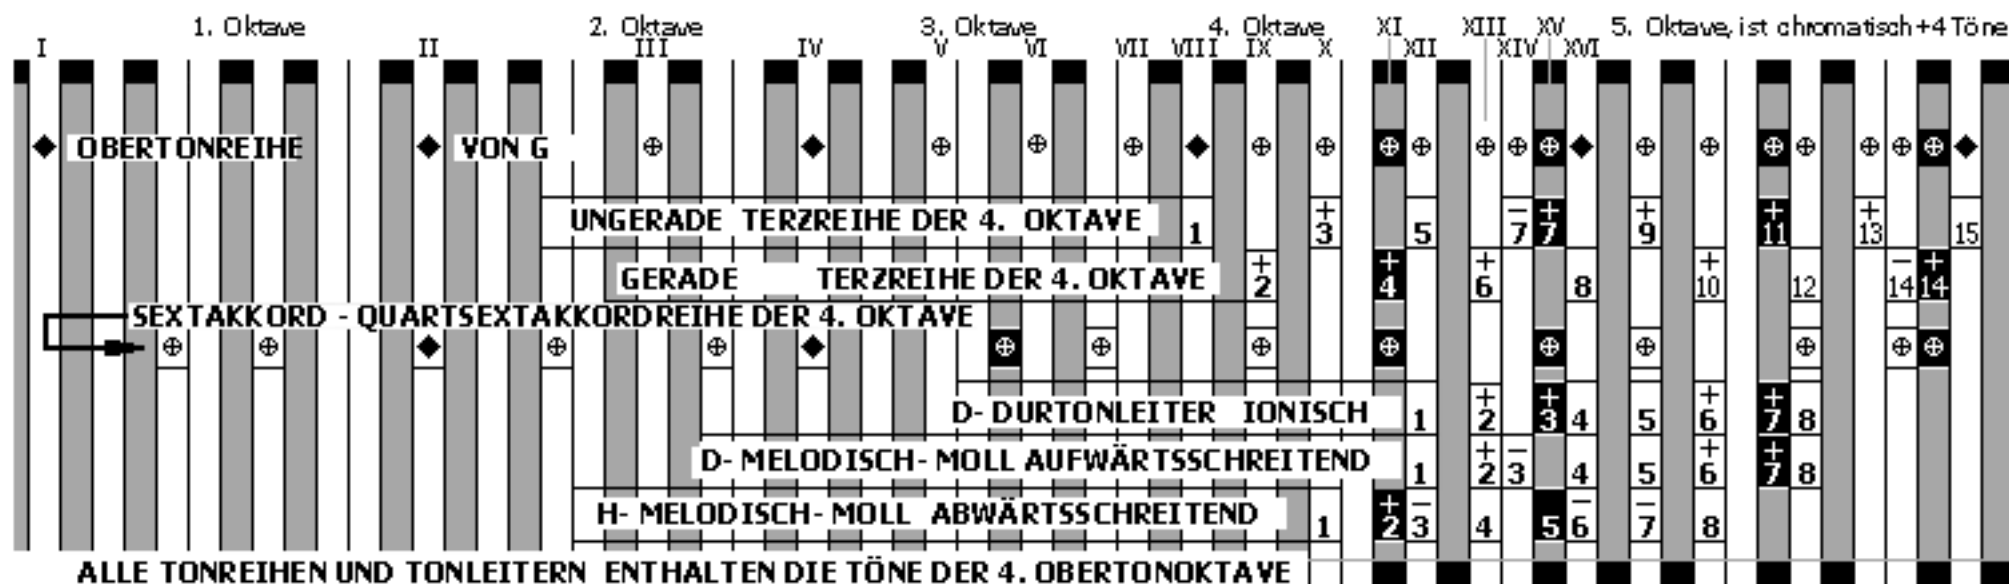 1. Oktave 2. Oktave 3. Oktave 4. Oktave 5. Oktave, ist chromatisch +4 Töne
I II III IV V VI VII VIII IX X XI XII XIII XIV XV XVI
OBERTONREIHE VON G
UNGERADE TERZREIHE DER 4. OKTAVE 1 +3 5 −7 +7 +9 +11 +13 15
GERADE TERZREIHE DER 4. OKTAVE +2 +4 +6 8 +10 12 −14 +14
SEXTAKKORD - QUARTSEXTAKKORDREIHE DER 4. OKTAVE
D- DURTONLEITER IONISCH 1 +2 +3 4 5 +6 +7 8
D- MELODISCH- MOLL AUFWÄRTSSCHREITEND 1 +2 −3 4 5 +6 +7 8
H- MELODISCH- MOLL ABWÄRTSSCHREITEND 1 +2 −3 4 5 −6 −7 8
ALLE TONREIHEN UND TONLEITERN ENTHALTEN DIE TÖNE DER 4. OBERTONOKTAVE